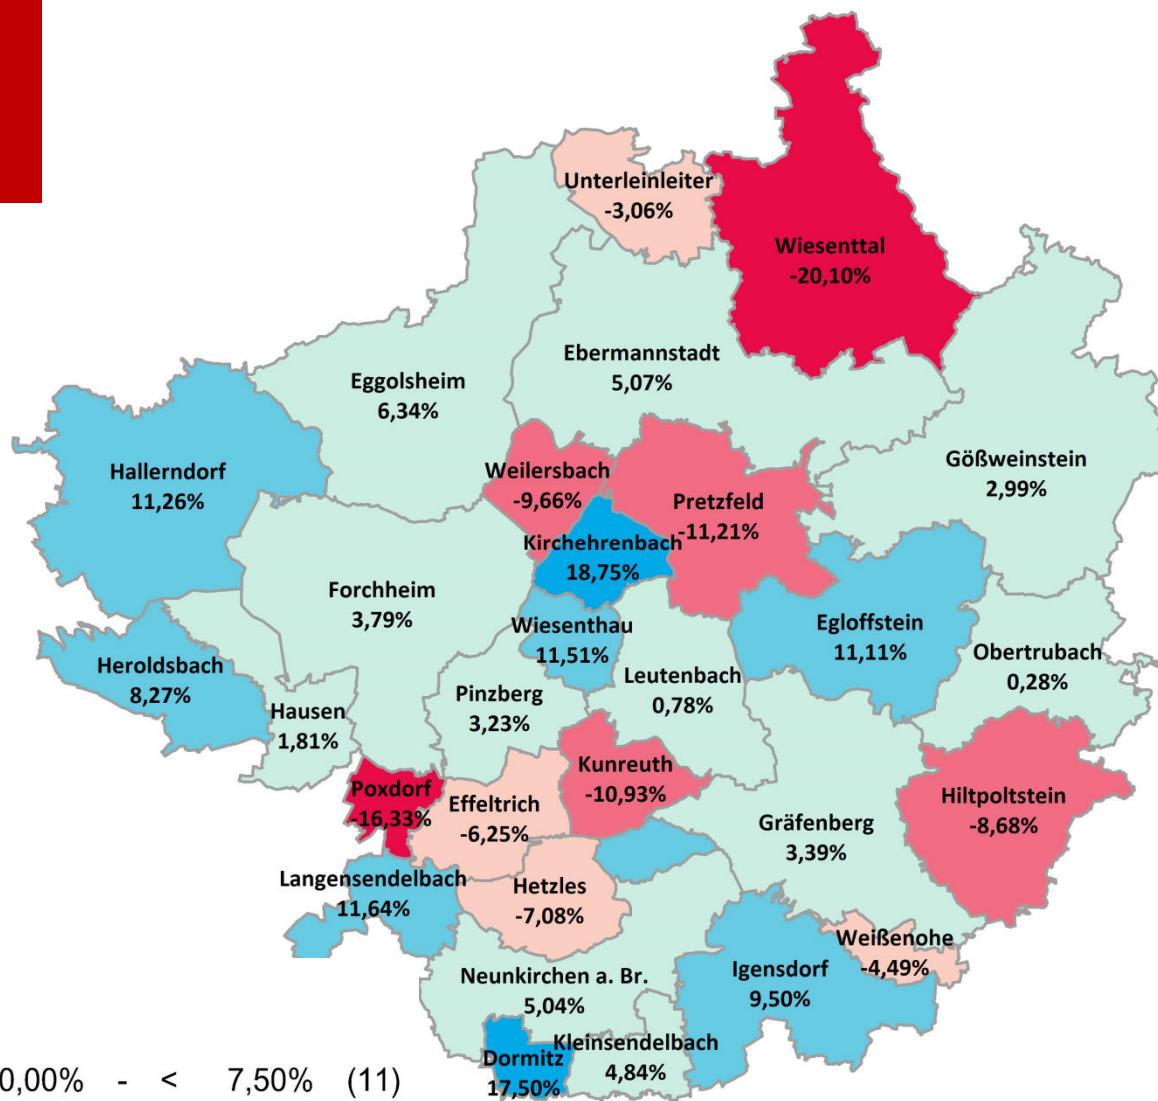 Unterleinleiter
-3,06%
Wiesenttal
-20,10%
Ebermannstadt
5,07%
Eggolsheim
6,34%
Hallerndorf
11,26%
Weilersbach
-9,66%
Pretzfeld
-11,21%
Gößweinstein
2,99%
Kirchehrenbach
18,75%
Forchheim
3,79%
Wiesenthau
11,51%
Egloffstein
11,11%
Obertrubach
0,28%
Heroldsbach
8,27%
Leutenbach
0,78%
Pinzberg
3,23%
Hausen
1,81%
Kunreuth
-10,93%
Poxdorf
-16,33%
Effeltrich
-6,25%
Hiltpoltstein
-8,68%
Gräfenberg
3,39%
Langensendelbach
11,64%
Hetzles
-7,08%
Weißenohe
-4,49%
Igensdorf
9,50%
Neunkirchen a. Br.
5,04%
Kleinsendelbach
4,84%
Dormitz
17,50%
0,00% - < 7,50% (11)